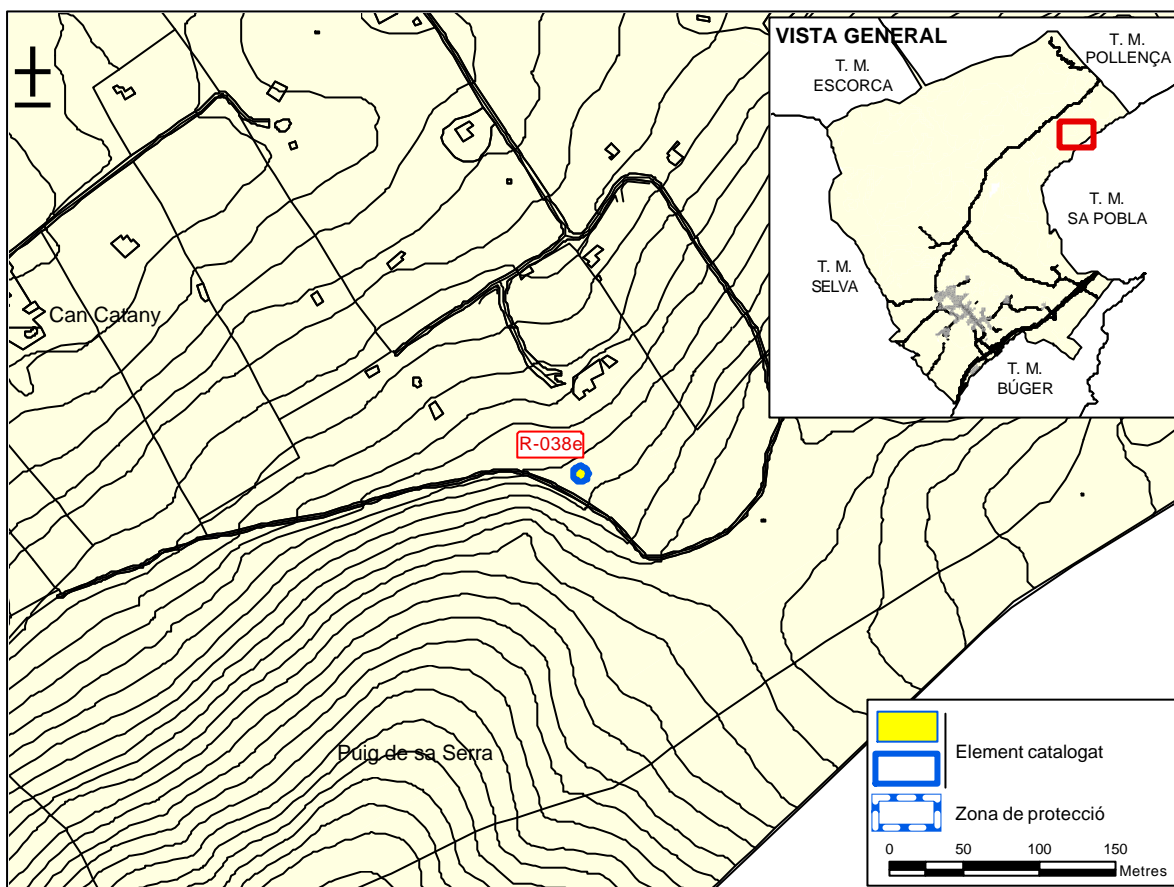 VISTA GENERAL
T. M.
POLLENÇA
T. M.
ESCORCA
T. M.
SA POBLA
T. M.
SELVA
T. M.
BÚGER
Can Catany
R-038e
Puig de sa Serra
Element catalogat
Zona de protecció
0 50 100 150
Metres